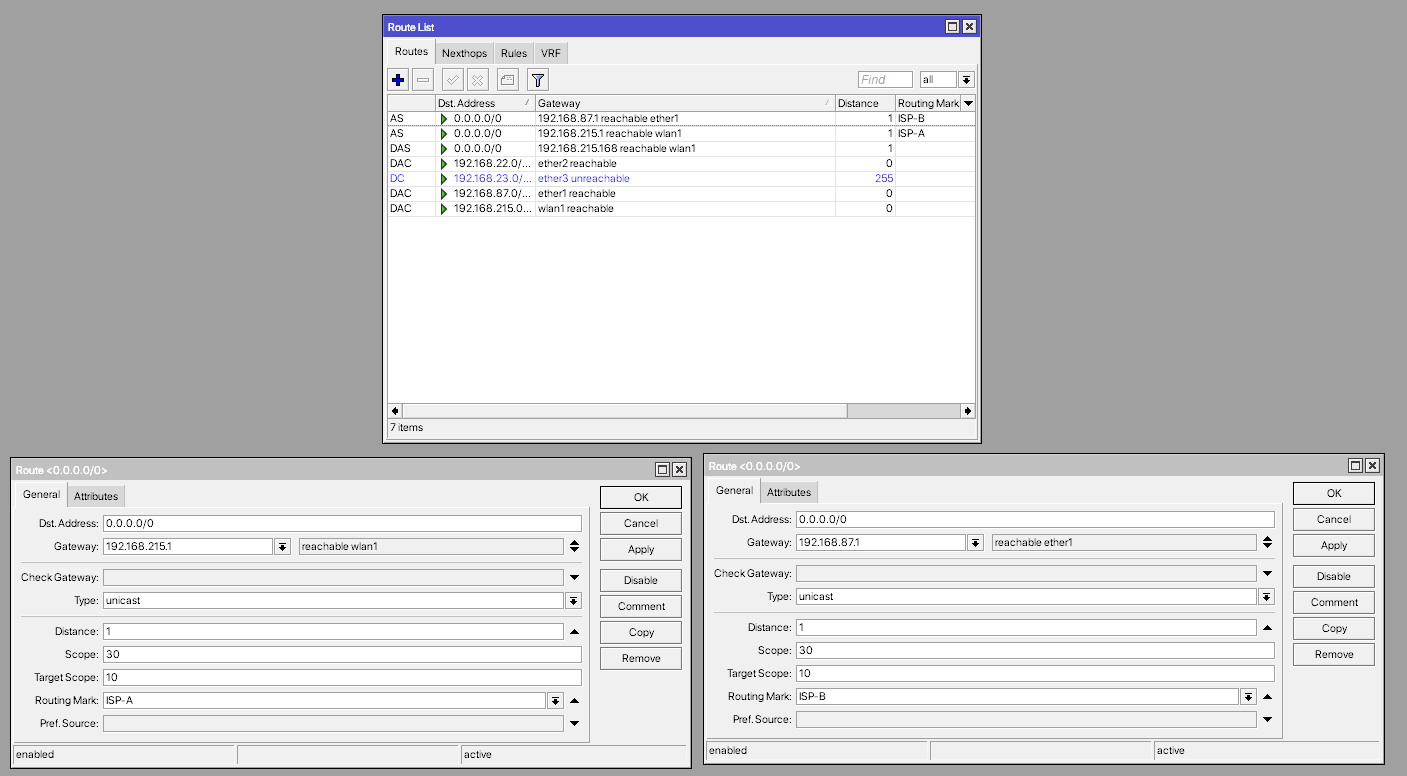 Route List
Routes Nexthops Rules VRF
Find all
Dst. Address Gateway Distance Routing Mark
AS 0.0.0.0/0 192.168.87.1 reachable ether1 1 ISP-B
AS 0.0.0.0/0 192.168.215.1 reachable wlan1 1 ISP-A
DAS 0.0.0.0/0 192.168.215.168 reachable wlan1 1
DAC 192.168.22.0/... ether2 reachable 0
DC 192.168.23.0/... ether3 unreachable 255
DAC 192.168.87.0/... ether1 reachable 0
DAC 192.168.215.0... wlan1 reachable 0
7 items
Route <0.0.0.0/0>
General Attributes
Dst. Address: 0.0.0.0/0
Gateway: 192.168.215.1 reachable wlan1
Check Gateway:
Type: unicast
Distance: 1
Scope: 30
Target Scope: 10
Routing Mark: ISP-A
Pref. Source:
OK
Cancel
Apply
Disable
Comment
Copy
Remove
enabled active
Route <0.0.0.0/0>
General Attributes
Dst. Address: 0.0.0.0/0
Gateway: 192.168.87.1 reachable ether1
Check Gateway:
Type: unicast
Distance: 1
Scope: 30
Target Scope: 10
Routing Mark: ISP-B
Pref. Source:
OK
Cancel
Apply
Disable
Comment
Copy
Remove
enabled active